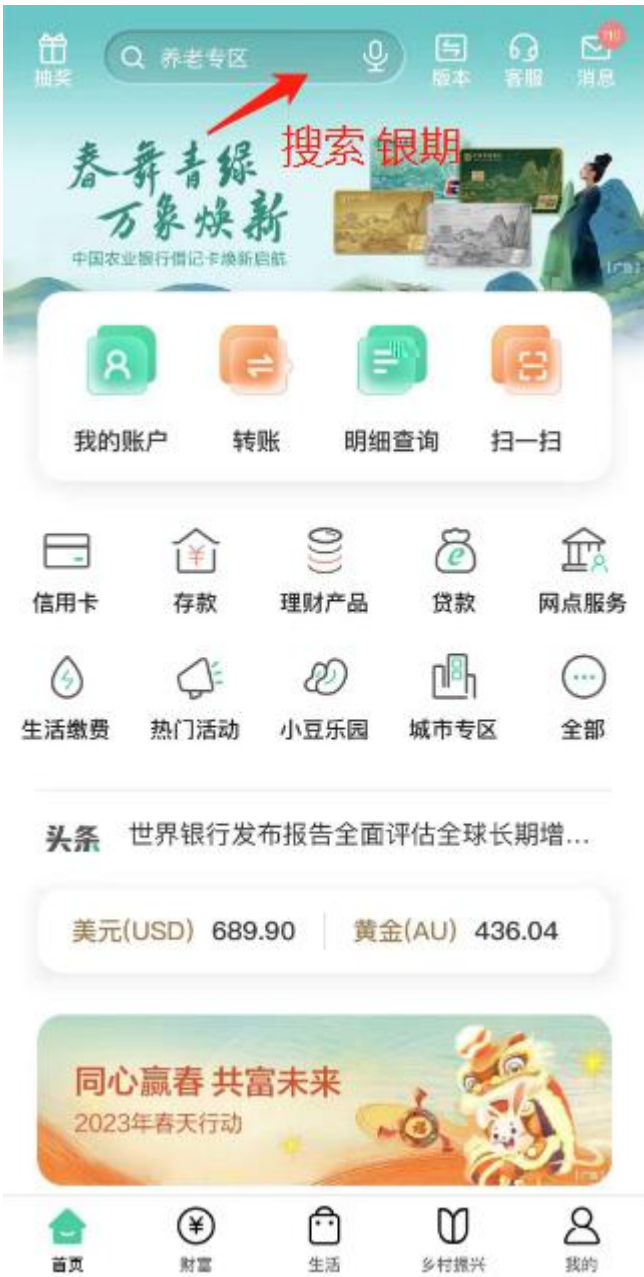 养老专区
抽奖
版本
客服
消息
搜索 银期
春舞青绿
万象焕新
中国农业银行借记卡焕新启航
[广告]
我的账户
转账
明细查询
扫一扫
信用卡
存款
理财产品
贷款
网点服务
生活缴费
热门活动
小豆乐园
城市专区
全部
头条
世界银行发布报告全面评估全球长期增...
美元(USD) 689.90
黄金(AU) 436.04
同心赢春 共富未来
2023年春天行动
首页
财富
生活
乡村振兴
我的